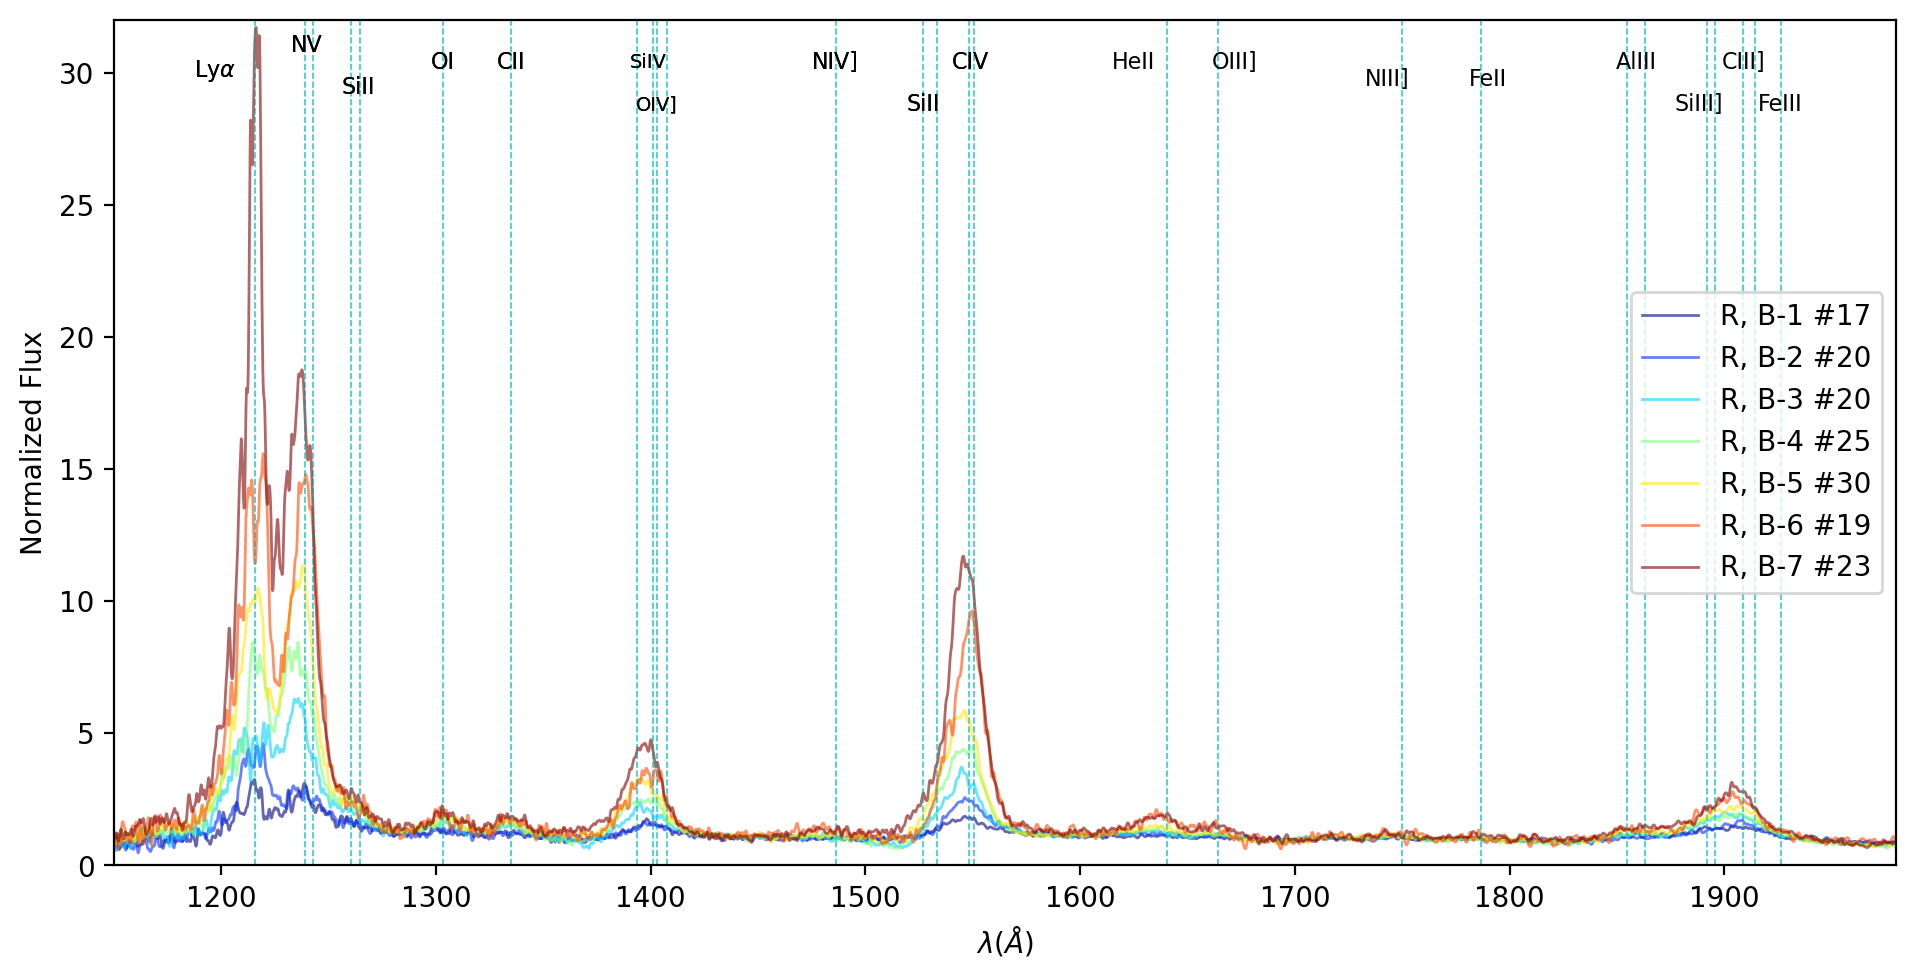 NV
OI
CII
SiIV
NIV]
CIV
HeII
OIII]
AlIII
CIII]
Lyα
NIII]
FeII
SiII
OIV]
SiII
SiIII]
FeIII
30
25
20
15
10
5
0
Normalized Flux
R, B-1 #17
R, B-2 #20
R, B-3 #20
R, B-4 #25
R, B-5 #30
R, B-6 #19
R, B-7 #23
1200 1300 1400 1500 1600 1700 1800 1900
λ(Å)